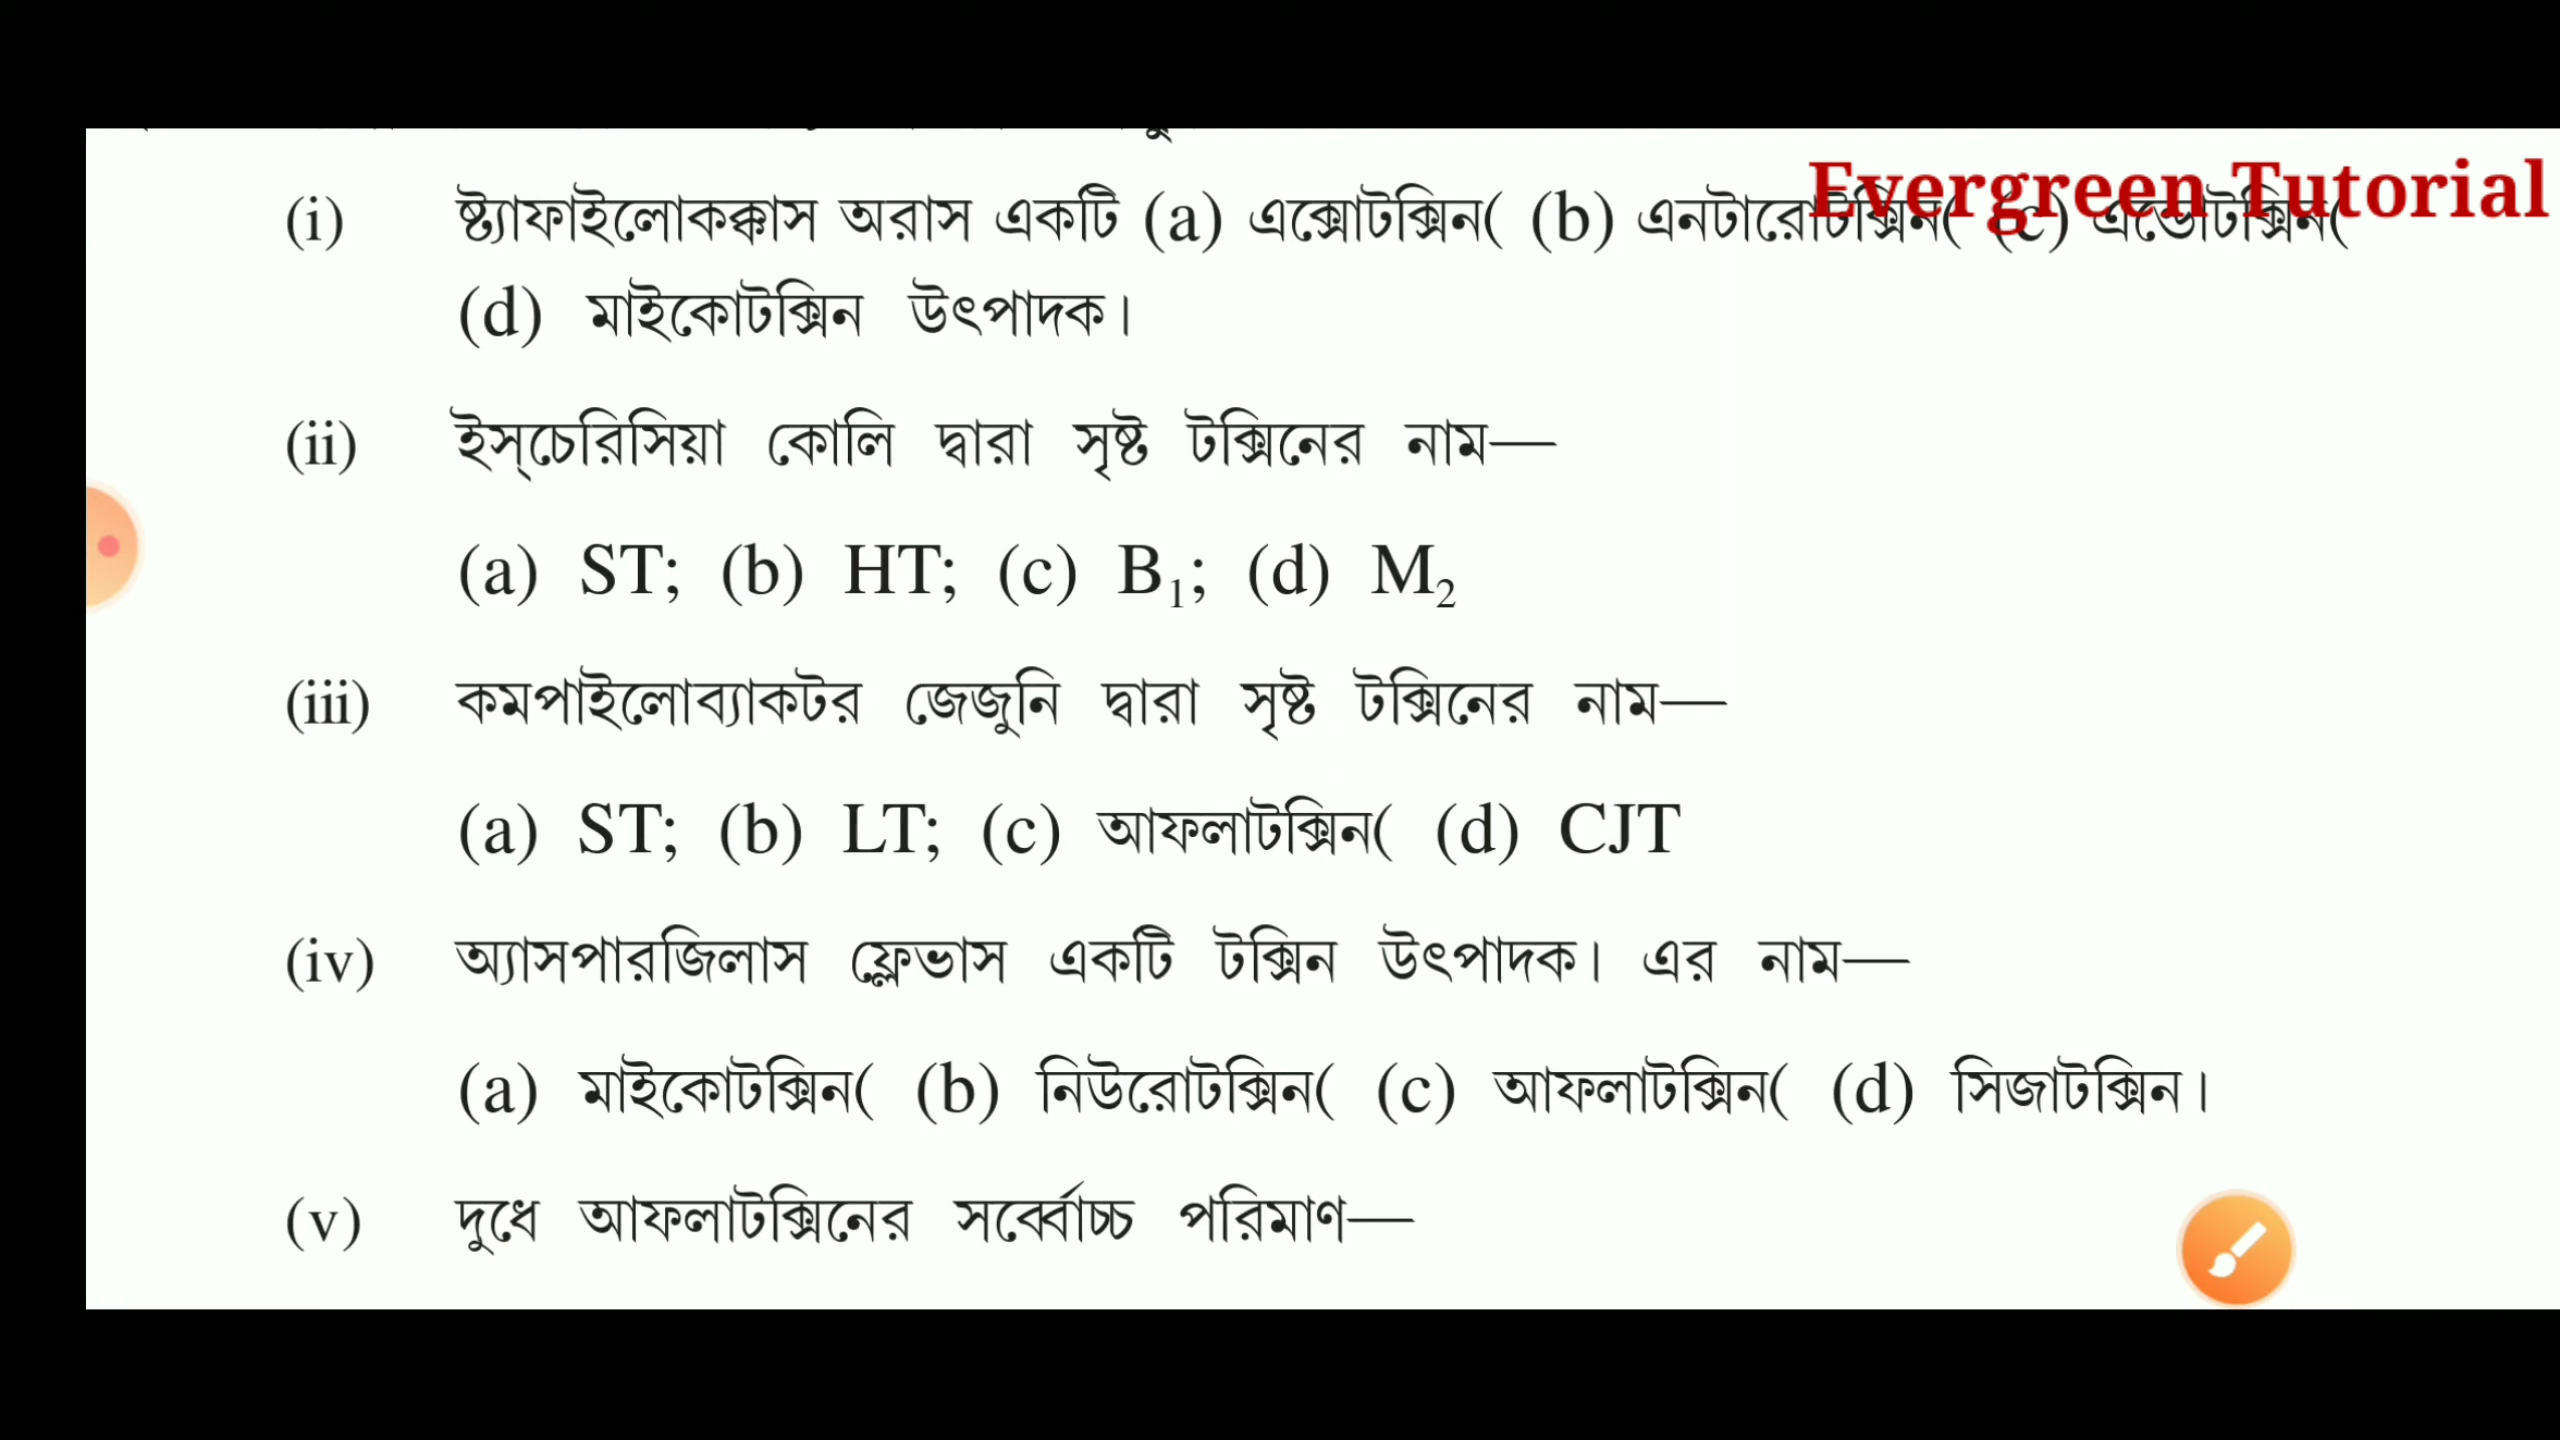 Evergreen Tutorial
(i) ষ্ট্যাফাইলোকক্কাস অরাস একটি (a) এক্সোটক্সিন( (b) এনটারোটক্সিন( (c) এন্ডোটক্সিন(
(d) মাইকোটক্সিন উৎপাদক।
(ii) ইস্‌চেরিসিয়া কোলি দ্বারা সৃষ্ট টক্সিনের নাম—
(a) ST; (b) HT; (c) B₁; (d) M₂
(iii) কমপাইলোব্যাকটর জেজুনি দ্বারা সৃষ্ট টক্সিনের নাম—
(a) ST; (b) LT; (c) আফলাটক্সিন( (d) CJT
(iv) অ্যাসপারজিলাস ফ্লেভাস একটি টক্সিন উৎপাদক। এর নাম—
(a) মাইকোটক্সিন( (b) নিউরোটক্সিন( (c) আফলাটক্সিন( (d) সিজাটক্সিন।
(v) দুধে আফলাটক্সিনের সর্ব্বোচ্চ পরিমাণ—